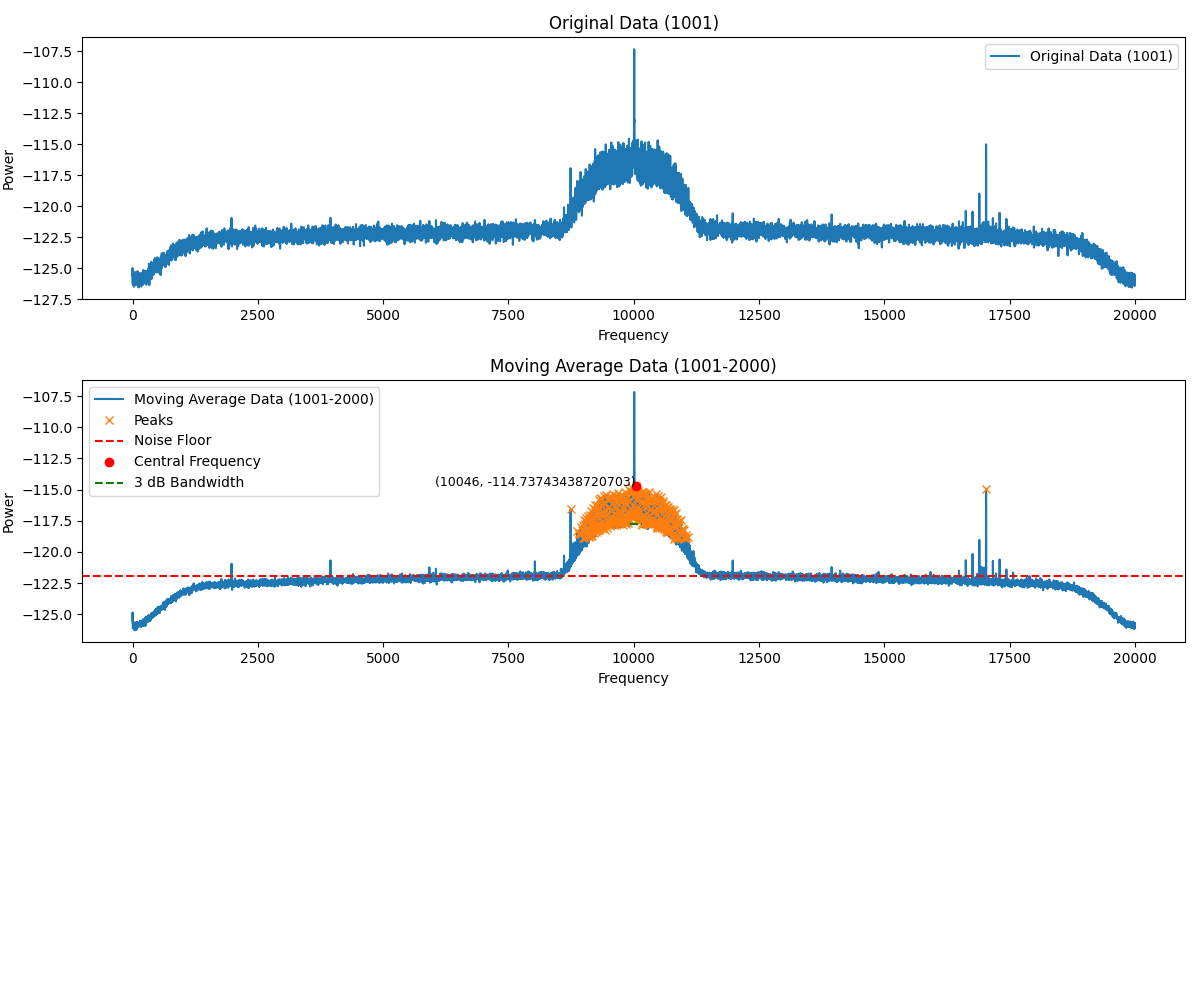 Original Data (1001)
Power
−107.5
−110.0
−112.5
−115.0
−117.5
−120.0
−122.5
−125.0
−127.5
Original Data (1001)
0 2500 5000 7500 10000 12500 15000 17500 20000
Frequency
Moving Average Data (1001-2000)
Power
−107.5
−110.0
−112.5
−115.0
−117.5
−120.0
−122.5
−125.0
Moving Average Data (1001-2000)
Peaks
Noise Floor
Central Frequency
3 dB Bandwidth
(10046, -114.73743438720703)
0 2500 5000 7500 10000 12500 15000 17500 20000
Frequency